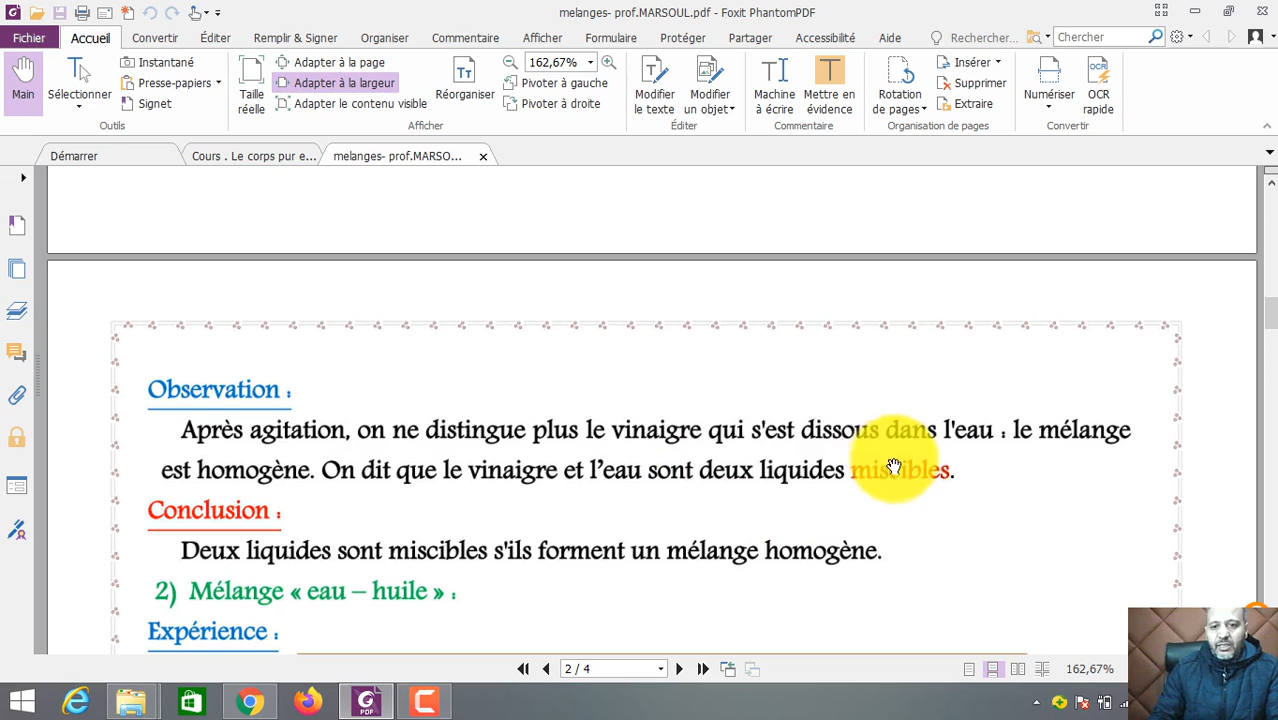 melanges- prof.MARSOUL.pdf - Foxit PhantomPDF
Fichier Accueil Convertir Éditer Remplir & Signer Organiser Commentaire Afficher Formulaire Protéger Partager Accessibilité Aide Rechercher... Chercher
Main
Sélectionner
Instantané
Presse-papiers
Signet
Outils
Taille réelle
Adapter à la page
Adapter à la largeur
Adapter le contenu visible
Réorganiser
162,67%
Pivoter à gauche
Pivoter à droite
Afficher
Modifier le texte
Modifier un objet
Éditer
Machine à écrire
Mettre en évidence
Commentaire
Rotation de pages
Insérer
Supprimer
Extraire
Organisation de pages
Numériser
OCR rapide
Convertir
Démarrer
Cours . Le corps pur e...
melanges- prof.MARSO...
Observation :
Après agitation, on ne distingue plus le vinaigre qui s'est dissous dans l'eau : le mélange
est homogène. On dit que le vinaigre et l'eau sont deux liquides miscibles.
Conclusion :
Deux liquides sont miscibles s'ils forment un mélange homogène.
2) Mélange « eau – huile » :
Expérience :
2 / 4
162,67%
PDF